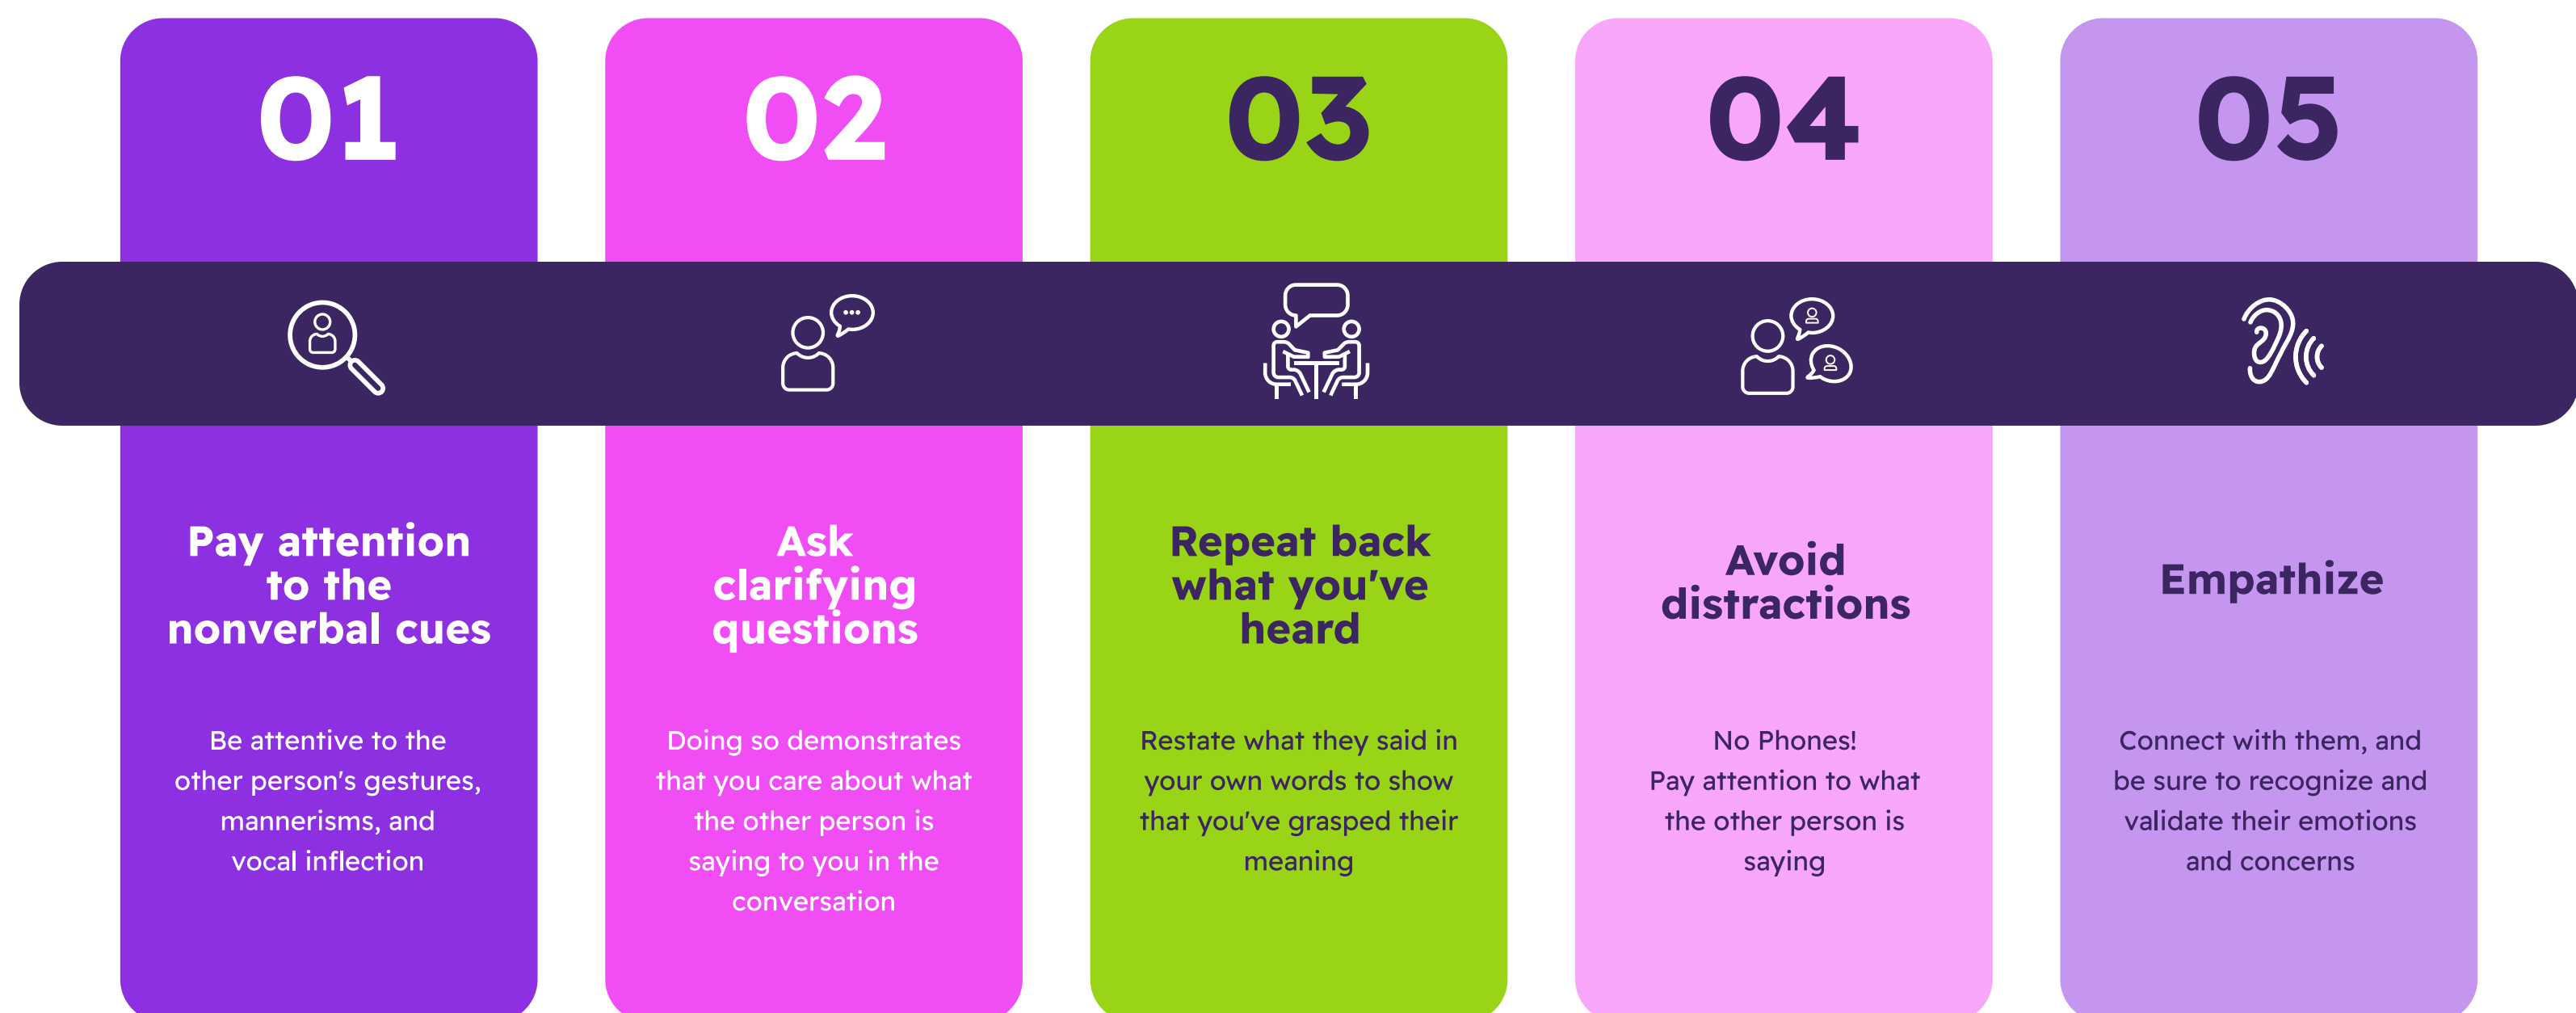 01
Pay attention
to the
nonverbal cues
Be attentive to the
other person's gestures,
mannerisms, and
vocal inflection
02
Ask
clarifying
questions
Doing so demonstrates
that you care about what
the other person is
saying to you in the
conversation
03
Repeat back
what you've
heard
Restate what they said in
your own words to show
that you've grasped their
meaning
04
Avoid
distractions
No Phones!
Pay attention to what
the other person is
saying
05
Empathize
Connect with them, and
be sure to recognize and
validate their emotions
and concerns